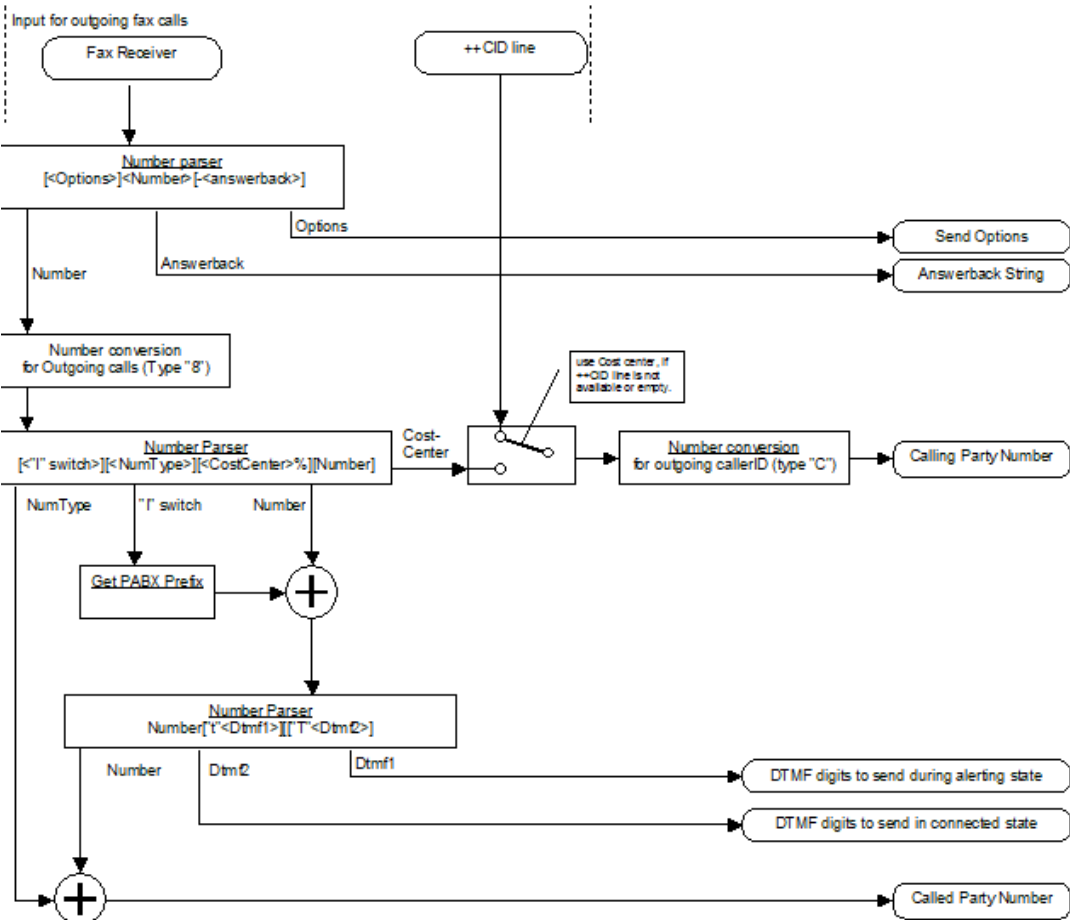 Input for outgoing fax calls
Fax Receiver
++CID line
Number parser
[<Options>]<Number>[-<answerback>]
Options
Send Options
Answerback
Answerback String
Number
Number conversion
for Outgoing calls (Type "8")
use Cost center, if
++CID line is not
available or empty.
Number Parser
[<"I" switch>][<NumType>][<CostCenter>%][Number]
Cost-
Center
Number conversion
for outgoing callerID (type "C")
Calling Party Number
NumType
"I" switch
Number
Get PABX Prefix
Number Parser
Number["t"<Dtmf1>][["T"<Dtmf2>]
Number
Dtmf2
Dtmf1
DTMF digits to send during alerting state
DTMF digits to send in connected state
Called Party Number